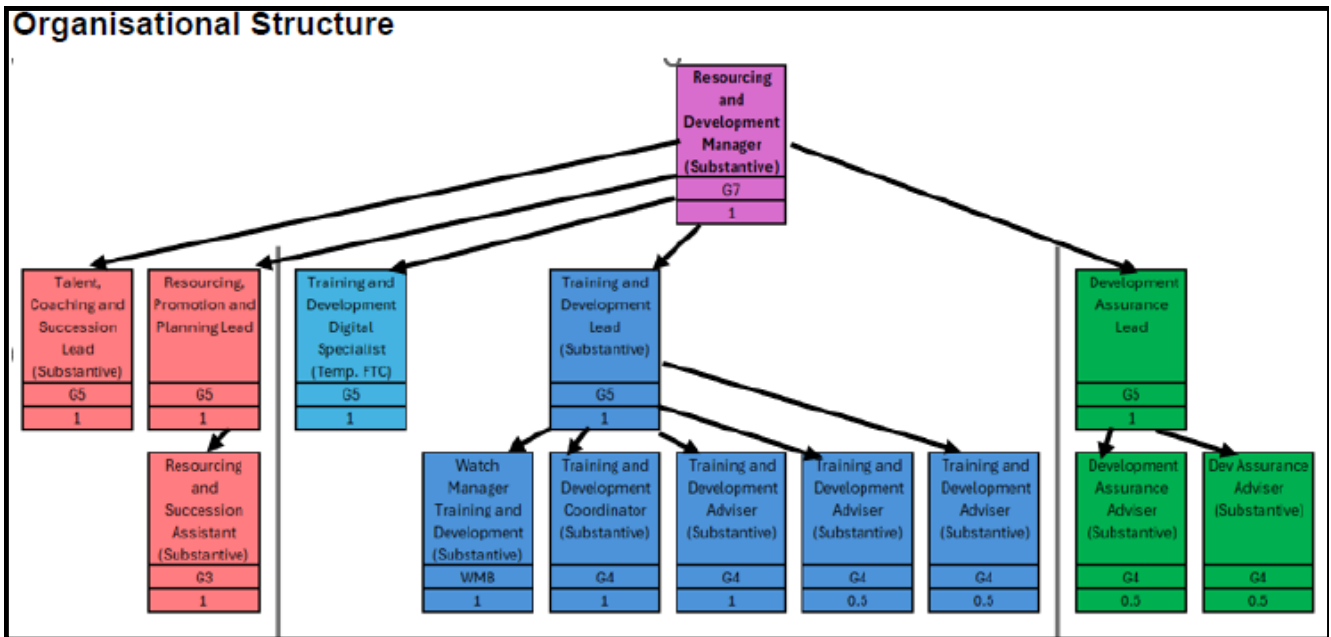 Organisational Structure
Resourcing
and
Development
Manager
(Substantive)
G7
1
Talent,
Coaching and
Succession
Lead
(Substantive)
G5
1
Resourcing,
Promotion and
Planning Lead
G5
1
Training and
Development
Digital
Specialist
(Temp. FTC)
G5
1
Training and
Development
Lead
(Substantive)
G5
1
Development
Assurance
Lead
G5
1
Resourcing
and
Succession
Assistant
(Substantive)
G3
1
Watch
Manager
Training and
Development
(Substantive)
WMB
1
Training and
Development
Coordinator
(Substantive)
G4
1
Training and
Development
Adviser
(Substantive)
G4
1
Training and
Development
Adviser
(Substantive)
G4
0.5
Training and
Development
Adviser
(Substantive)
G4
0.5
Development
Assurance
Adviser
(Substantive)
G4
0.5
Dev Assurance
Adviser
(Substantive)
G4
0.5